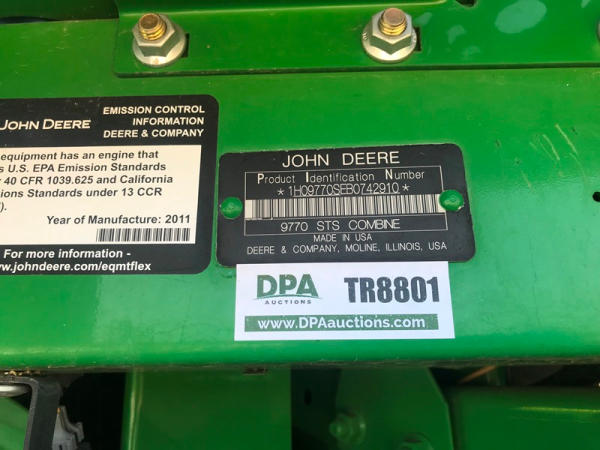 JOHN DEERE
EMISSION CONTROL
INFORMATION
DEERE & COMPANY
equipment has an engine that
s U.S. EPA Emission Standards
40 CFR 1039.625 and California
ions Standards under 13 CCR
Year of Manufacture: 2011
For more information -
ww.johndeere.com/eqmtflex
JOHN DEERE
Product Identification Number
*1H09770SEB0742910*
9770 STS COMBINE
MADE IN USA
DEERE & COMPANY, MOLINE, ILLINOIS, USA
DPA
AUCTIONS
TR8801
www.DPAauctions.com